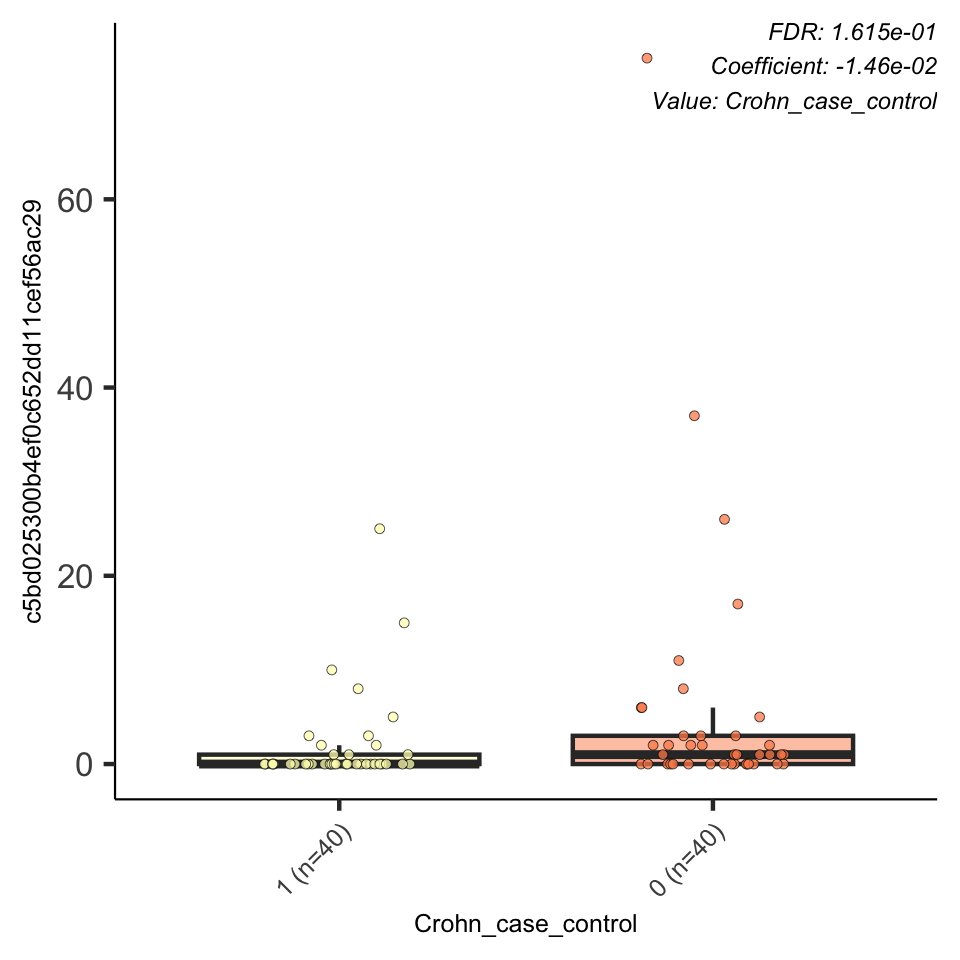 FDR: 1.615e-01
Coefficient: -1.46e-02
Value: Crohn_case_control
c5bd025300b4ef0c652dd11cef56ac29
60
40
20
0
1 (n=40)
0 (n=40)
Crohn_case_control